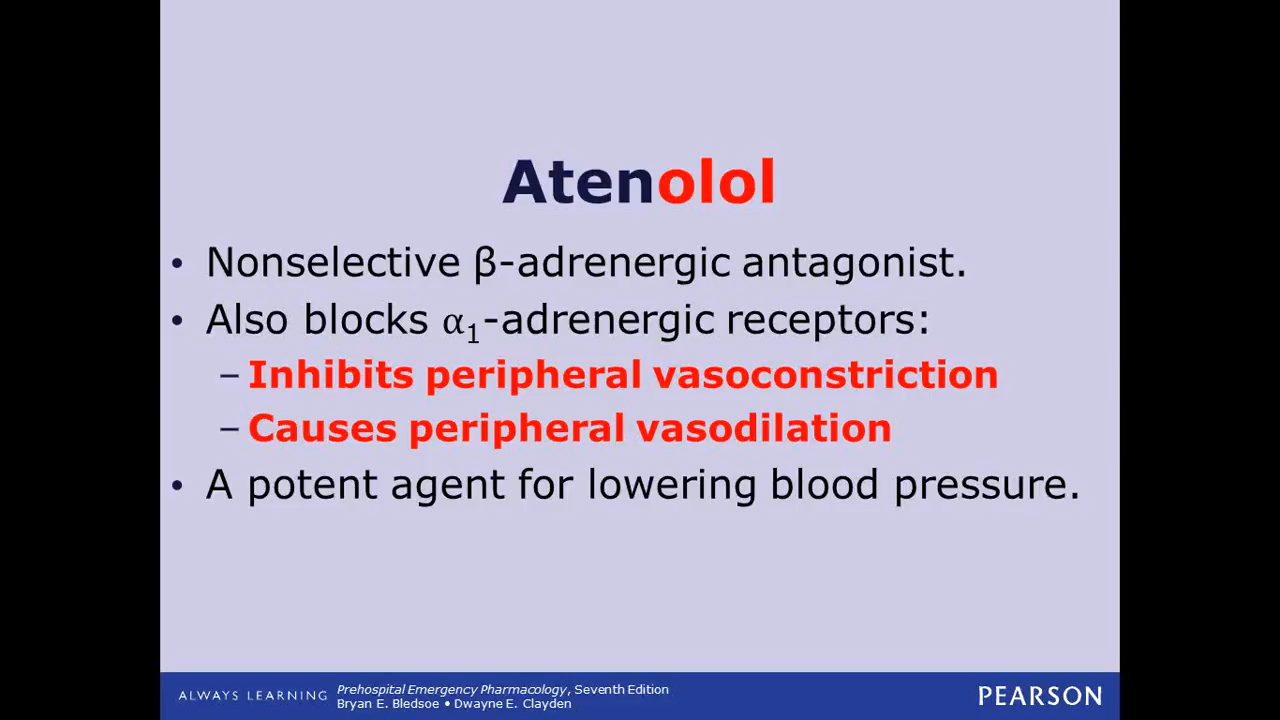 Atenolol
• Nonselective β-adrenergic antagonist.
• Also blocks α₁-adrenergic receptors:
– Inhibits peripheral vasoconstriction
– Causes peripheral vasodilation
• A potent agent for lowering blood pressure.
ALWAYS LEARNING
Prehospital Emergency Pharmacology, Seventh Edition
Bryan E. Bledsoe • Dwayne E. Clayden
PEARSON